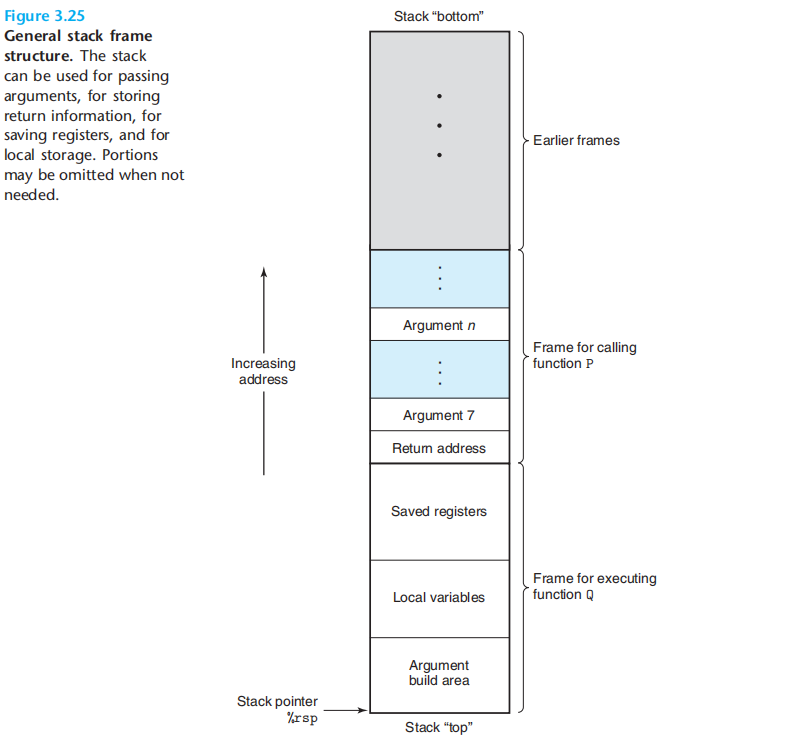 Figure 3.25
General stack frame
structure. The stack
can be used for passing
arguments, for storing
return information, for
saving registers, and for
local storage. Portions
may be omitted when not
needed.
Stack “bottom”
Earlier frames
Argument n
Increasing
address
Frame for calling
function P
Argument 7
Return address
Saved registers
Local variables
Frame for executing
function Q
Argument
build area
Stack pointer
%rsp
Stack “top”